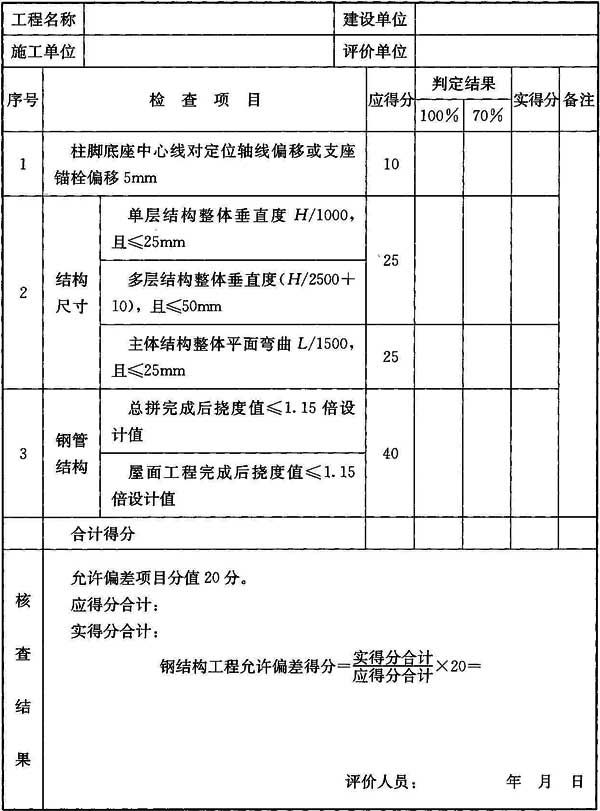 工程名称 建设单位
施工单位 评价单位
序号 检查项目 应得分 判定结果 实得分 备注
100% 70%
1 柱脚底座中心线对定位轴线偏移或支座
锚栓偏移5mm 10
2 结构
尺寸 单层结构整体垂直度H/1000,
且≤25mm 25
多层结构整体垂直度(H/2500+
10),且≤50mm
主体结构整体平面弯曲L/1500,
且≤25mm 25
3 钢管
结构 总拼完成后挠度值≤1.15倍设
计值 40
屋面工程完成后挠度值≤1.15
倍设计值
合计得分
核查结果
允许偏差项目分值20分。
应得分合计:
实得分合计:
钢结构工程允许偏差得分=实得分合计/应得分合计×20=
评价人员: 年 月 日